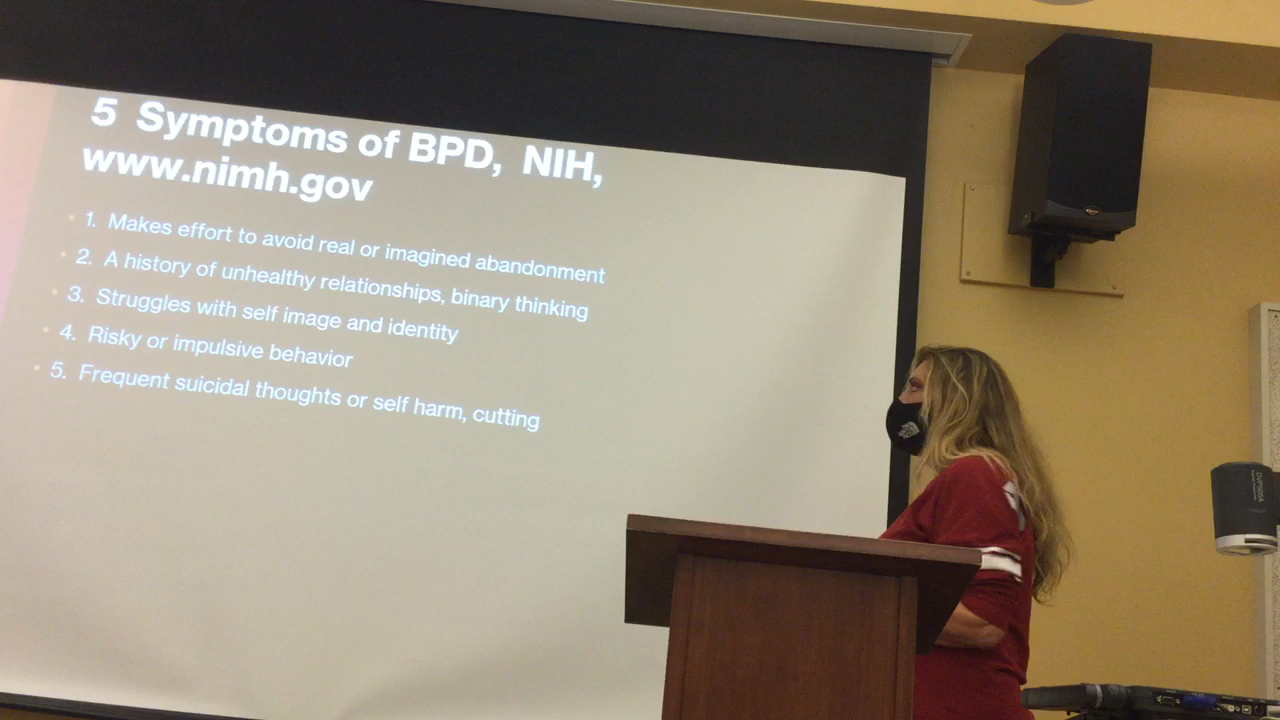 5 Symptoms of BPD, NIH,
www.nimh.gov
1. Makes effort to avoid real or imagined abandonment
2. A history of unhealthy relationships, binary thinking
3. Struggles with self image and identity
4. Risky or impulsive behavior
5. Frequent suicidal thoughts or self harm, cutting